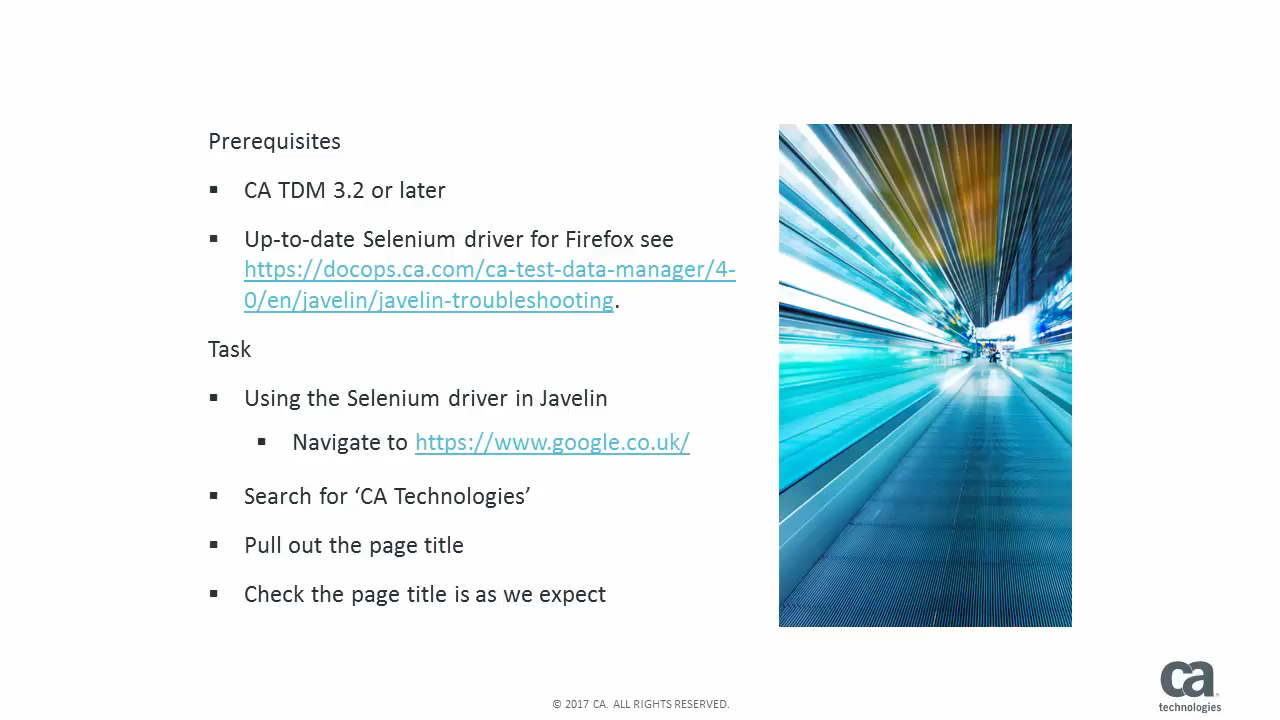 Prerequisites
▪ CA TDM 3.2 or later
▪ Up-to-date Selenium driver for Firefox see
https://docops.ca.com/ca-test-data-manager/4-
0/en/javelin/javelin-troubleshooting.
Task
▪ Using the Selenium driver in Javelin
▪ Navigate to https://www.google.co.uk/
▪ Search for ‘CA Technologies’
▪ Pull out the page title
▪ Check the page title is as we expect
© 2017 CA. ALL RIGHTS RESERVED.
ca
technologies